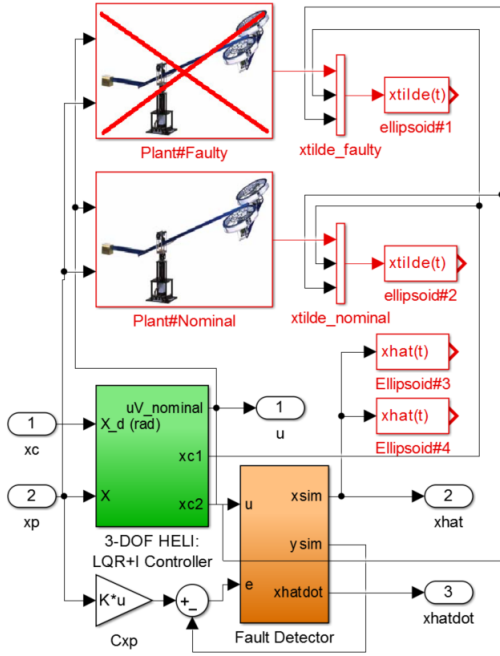 xtilde(t)
ellipsoid#1
Plant#Faulty
xtilde_faulty
xtilde(t)
ellipsoid#2
Plant#Nominal
xtilde_nominal
xhat(t)
Ellipsoid#3
xhat(t)
Ellipsoid#4
uV_nominal
1
u
1
xc
X_d (rad)
xc1
2
xp
X
xc2
u
xsim
2
xhat
3-DOF HELI:
LQR+I Controller
ysim
K*u
Cxp
+
_
e
xhatdot
3
xhatdot
Fault Detector